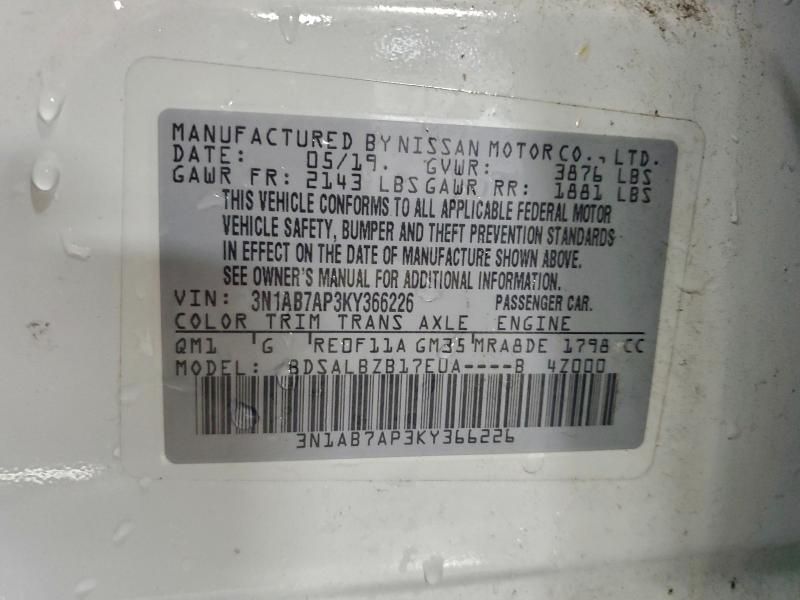 MANUFACTURED BY NISSAN MOTOR CO., LTD.
DATE: 05/19. GVWR: 3876 LBS
GAWR FR: 2143 LBS GAWR RR: 1881 LBS
THIS VEHICLE CONFORMS TO ALL APPLICABLE FEDERAL MOTOR
VEHICLE SAFETY, BUMPER AND THEFT PREVENTION STANDARDS
IN EFFECT ON THE DATE OF MANUFACTURE SHOWN ABOVE.
SEE OWNER'S MANUAL FOR ADDITIONAL INFORMATION.
VIN: 3N1AB7AP3KY366226 PASSENGER CAR.
COLOR TRIM TRANS AXLE ENGINE
QM1 G RE0F11A GM35 MRA8DE 1798 CC
MODEL: BDSALBZB17EUA----B 4Z000
3N1AB7AP3KY366226